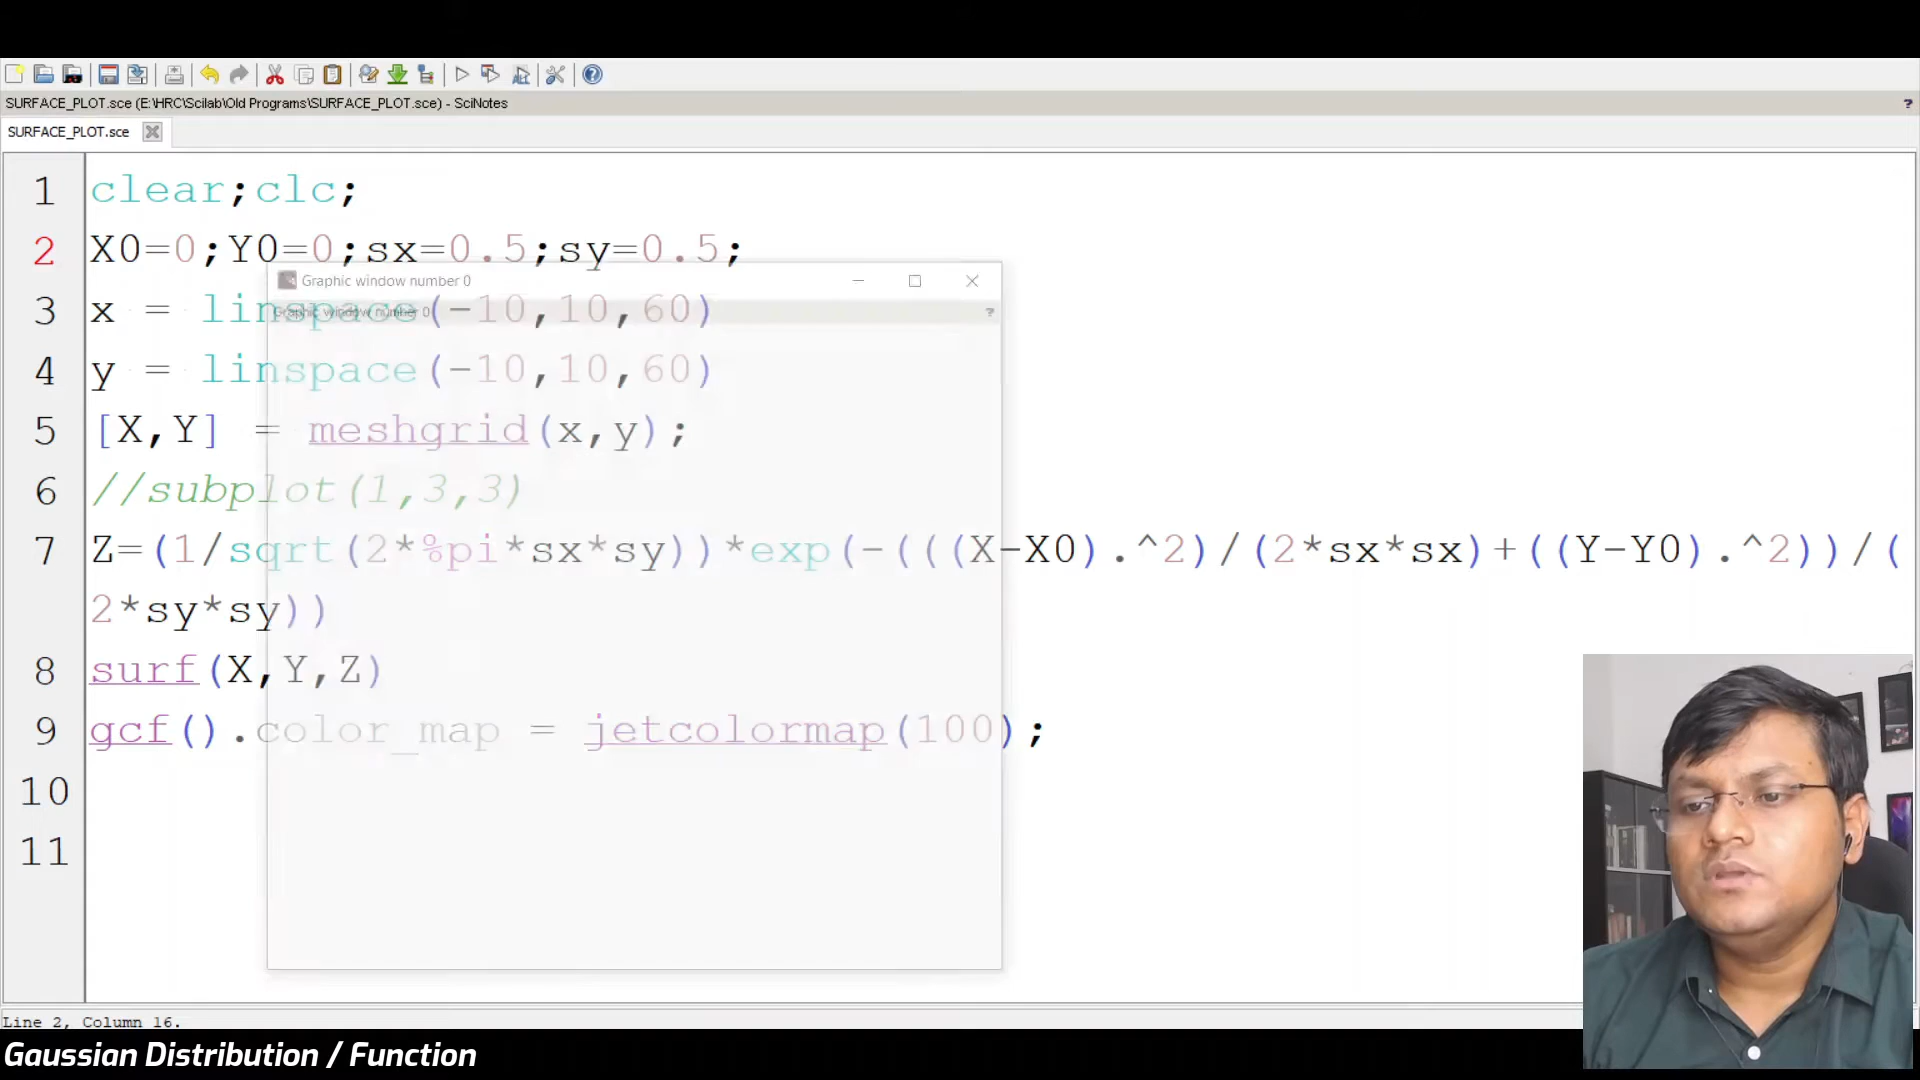 SURFACE_PLOT.sce (E:\HRC\Scilab\Old Programs\SURFACE_PLOT.sce) - SciNotes ?
SURFACE_PLOT.sce
1 clear;clc;
2 X0=0;Y0=0;sx=0.5;sy=0.5;
Graphic window number 0
3 x = linspace(-10,10,60)
Graphic window number 0 ?
4 y = linspace(-10,10,60)
5 [X,Y] = meshgrid(x,y);
6 //subplot(1,3,3)
7 Z=(1/sqrt(2*%pi*sx*sy))*exp(-(((X-X0).^2)/(2*sx*sx)+((Y-Y0).^2))/(
2*sy*sy))
8 surf(X,Y,Z)
9 gcf().color_map = jetcolormap(100);
10
11
Line 2, Column 16.
Gaussian Distribution / Function